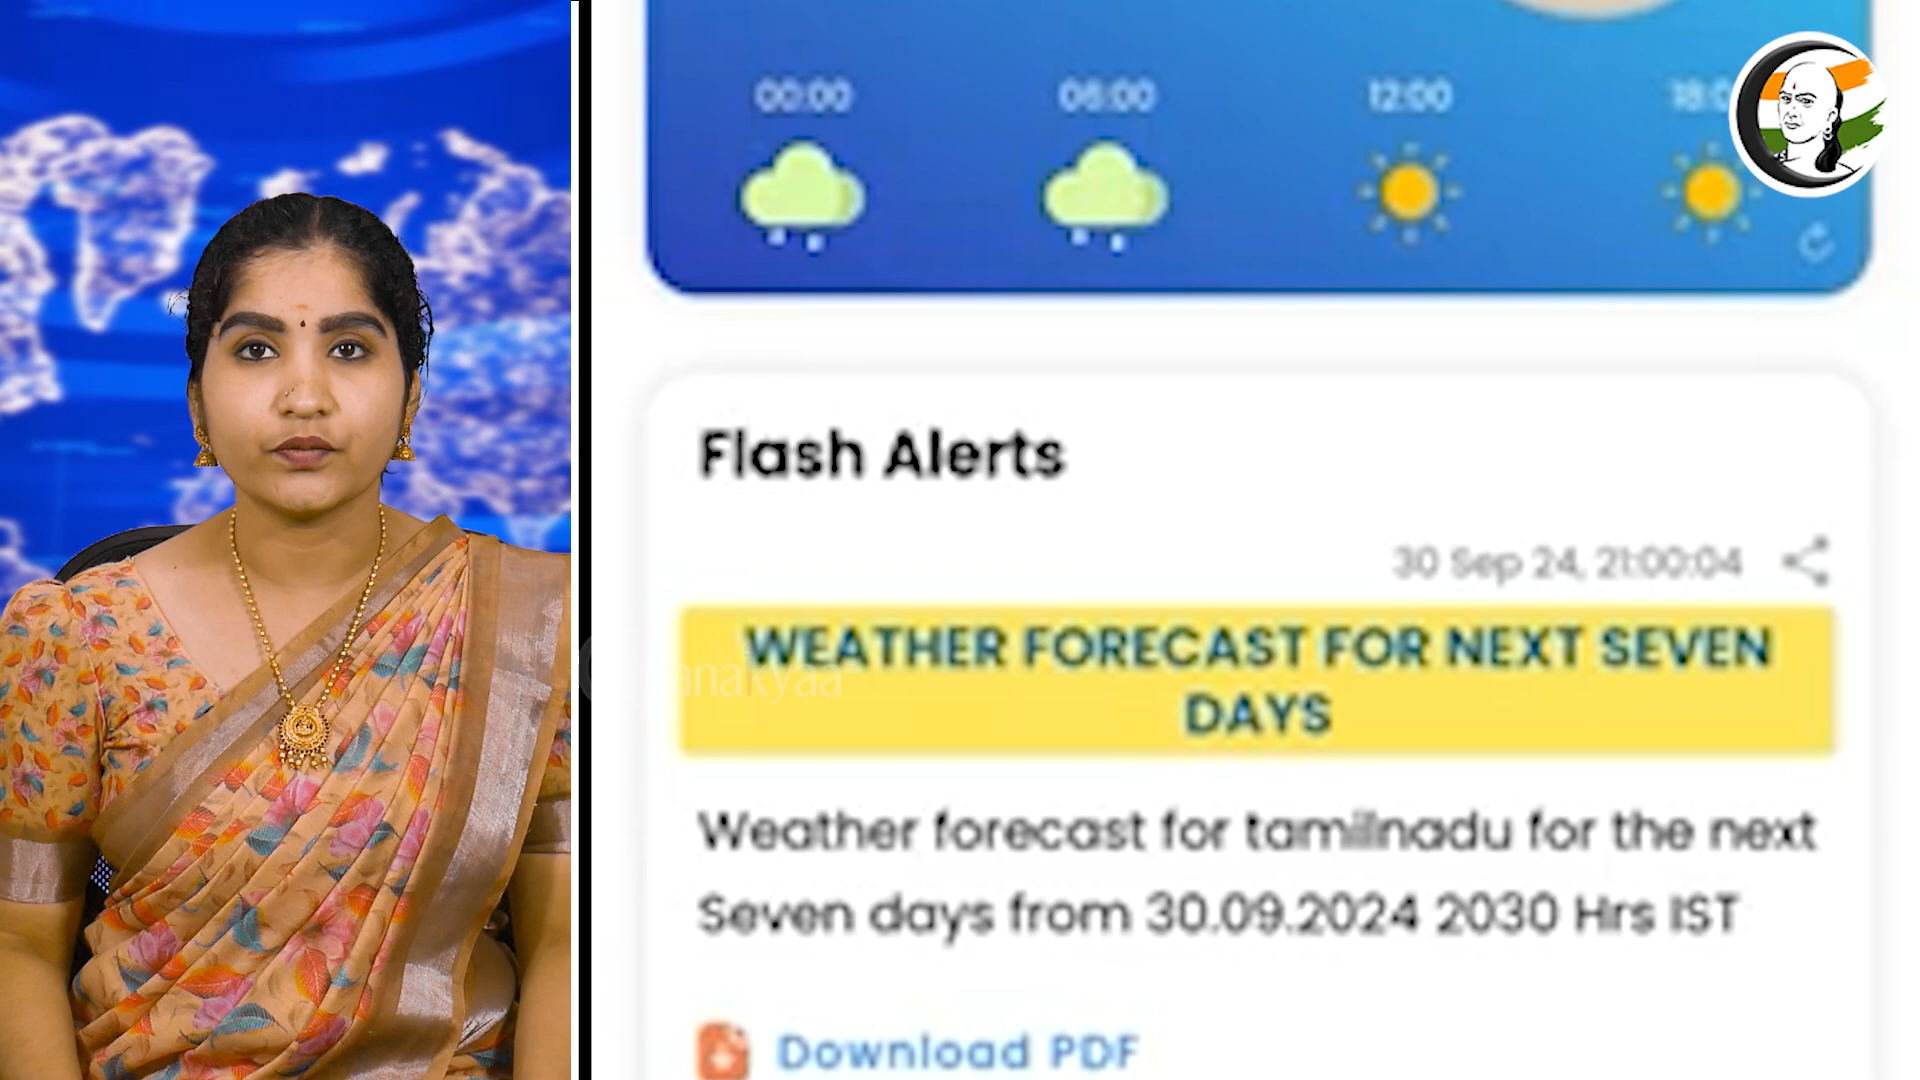 00:00 06:00 12:00
Flash Alerts
30 Sep 24, 21:00:04
WEATHER FORECAST FOR NEXT SEVEN
DAYS
Weather forecast for tamilnadu for the next
Seven days from 30.09.2024 2030 Hrs IST
Download PDF